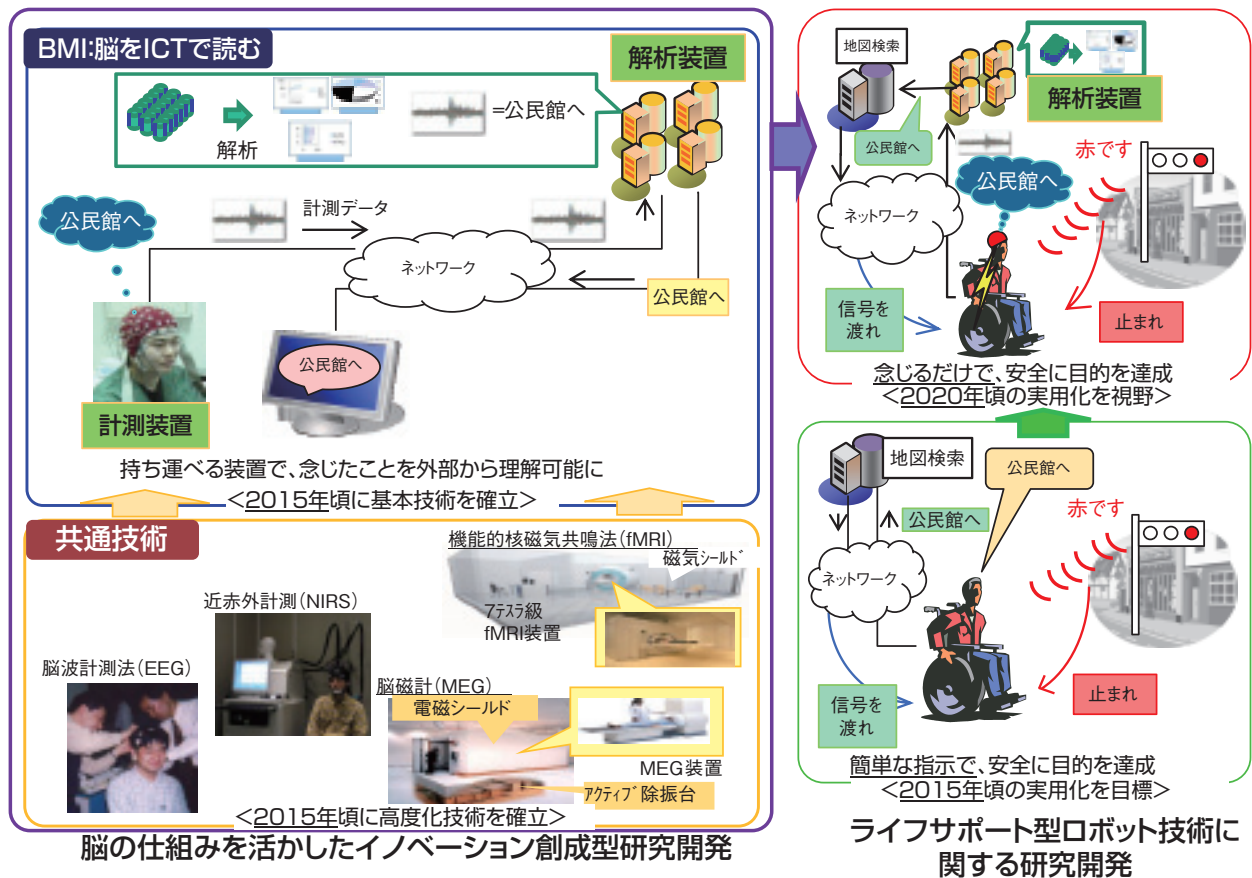 BMI:脳をICTで読む
解析装置
解析
=公民館へ
公民館へ
計測データ
ネットワーク
公民館へ
公民館へ
計測装置
持ち運べる装置で、念じたことを外部から理解可能に
<2015年頃に基本技術を確立>
共通技術
機能的核磁気共鳴法(fMRI)
磁気シールド
7テスラ級
fMRI装置
近赤外計測(NIRS)
脳波計測法(EEG)
脳磁計(MEG)
電磁シールド
MEG装置
アクティブ除振台
<2015年頃に高度化技術を確立>
脳の仕組みを活かしたイノベーション創成型研究開発
地図検索
解析装置
公民館へ
赤です
公民館へ
ネットワーク
信号を
渡れ
止まれ
念じるだけで、安全に目的を達成
<2020年頃の実用化を視野>
地図検索
公民館へ
公民館へ
赤です
ネットワーク
信号を
渡れ
止まれ
簡単な指示で、安全に目的を達成
<2015年頃の実用化を目標>
ライフサポート型ロボット技術に
関する研究開発